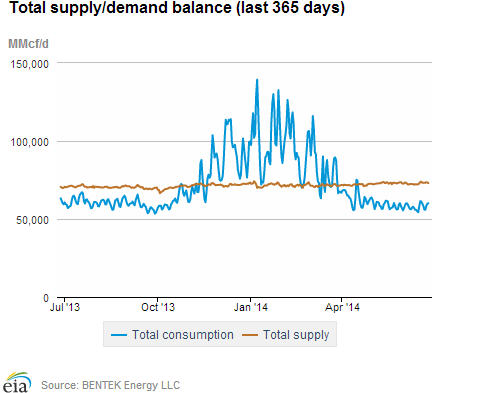 Total supply/demand balance (last 365 days)
MMcf/d
150,000
100,000
50,000
0
Jul '13 Oct '13 Jan '14 Apr '14
Total consumption Total supply
eia Source: BENTEK Energy LLC